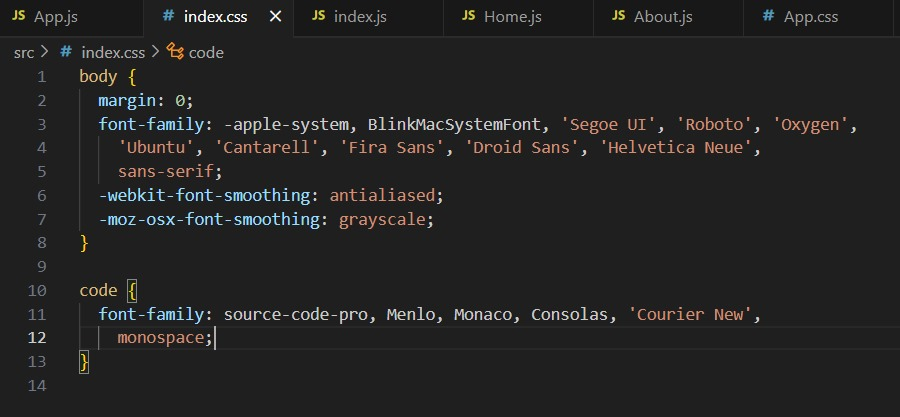 JS App.js # index.css × JS index.js JS Home.js JS About.js # App.css
src > # index.css > code
1 body {
2   margin: 0;
3   font-family: -apple-system, BlinkMacSystemFont, 'Segoe UI', 'Roboto', 'Oxygen',
4     'Ubuntu', 'Cantarell', 'Fira Sans', 'Droid Sans', 'Helvetica Neue',
5     sans-serif;
6   -webkit-font-smoothing: antialiased;
7   -moz-osx-font-smoothing: grayscale;
8 }
9
10 code {
11   font-family: source-code-pro, Menlo, Monaco, Consolas, 'Courier New',
12     monospace;
13 }
14